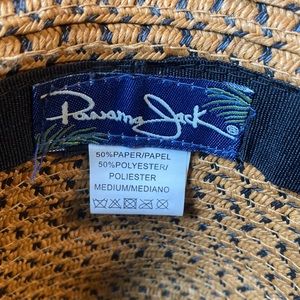 Panama Jack ®
50%PAPER/PAPEL
50%POLYESTER/
POLIESTER
MEDIUM/MEDIANO